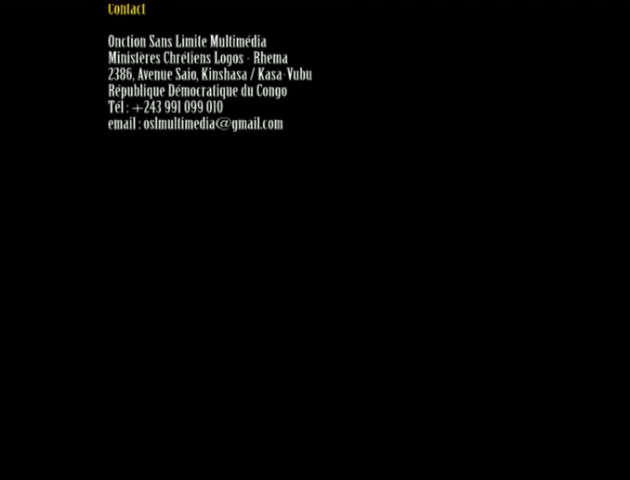 Contact
Onction Sans Limite Multimédia
Ministères Chrétiens Logos - Rhema
2386, Avenue Saio, Kinshasa / Kasa-Vubu
République Démocratique du Congo
Tél : +243 991 099 010
email : oslmultimedia@gmail.com